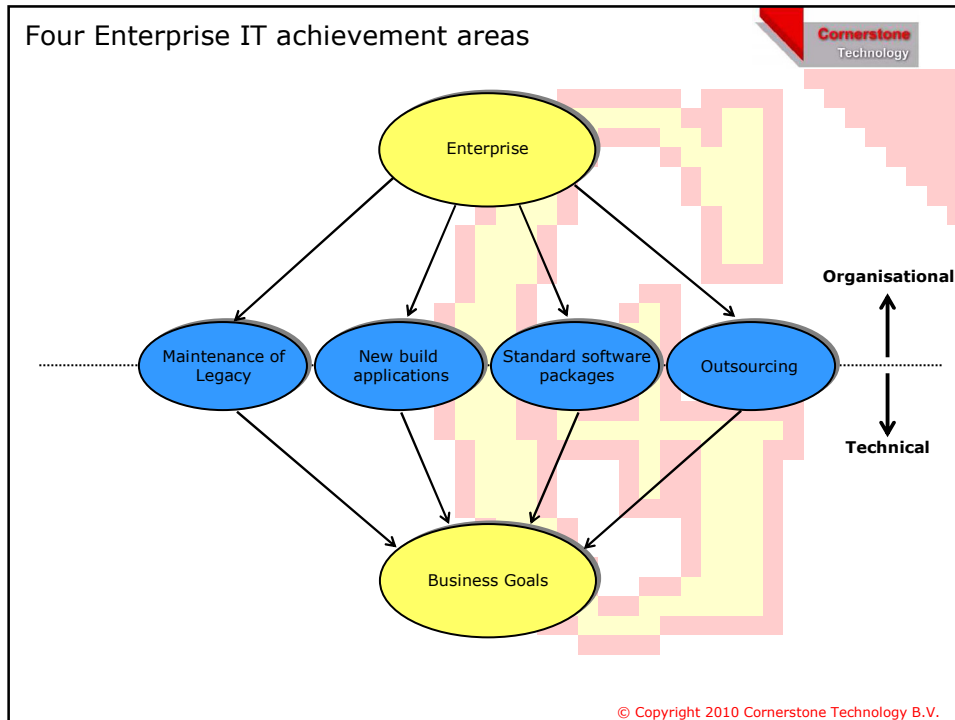 Four Enterprise IT achievement areas
Cornerstone
Technology
Enterprise
Organisational
Maintenance of
Legacy
New build
applications
Standard software
packages
Outsourcing
Technical
Business Goals
© Copyright 2010 Cornerstone Technology B.V.